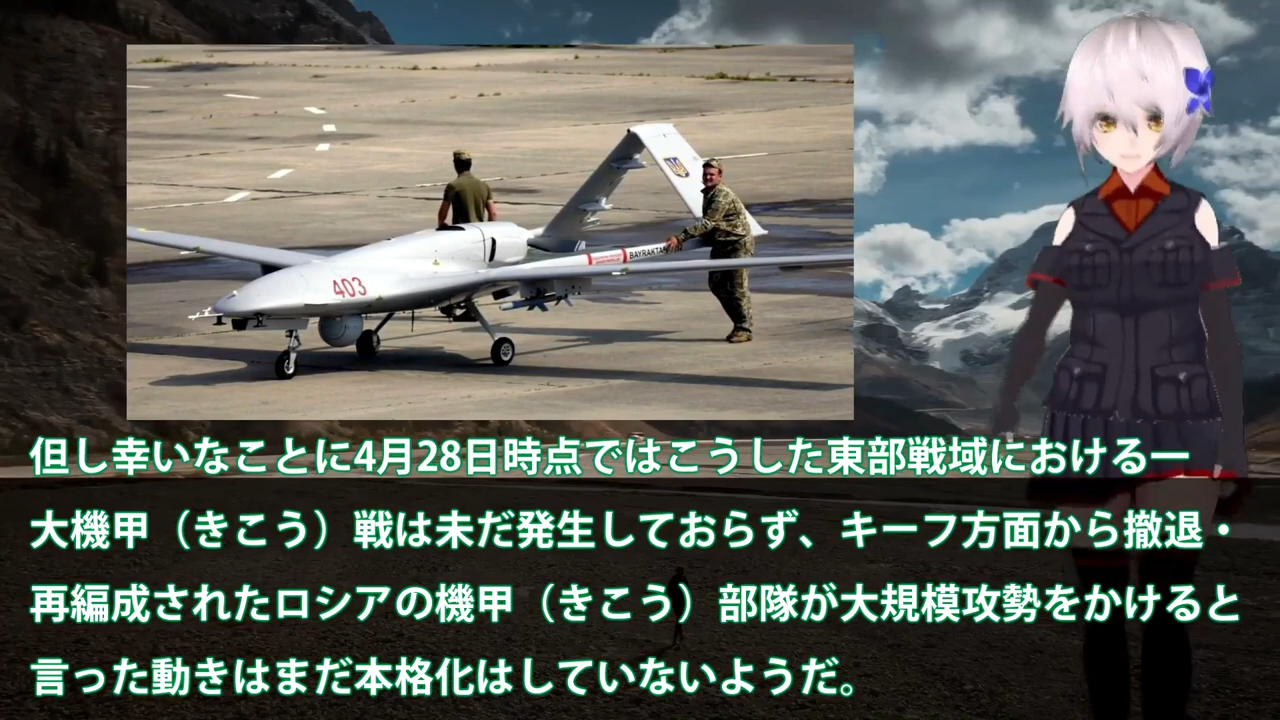 403
BAYRAKTAR
但し幸いなことに4月28日時点ではこうした東部戦域における一
大機甲（きこう）戦は未だ発生しておらず、キーフ方面から撤退・
再編成されたロシアの機甲（きこう）部隊が大規模攻勢をかけると
言った動きはまだ本格化はしていないようだ。